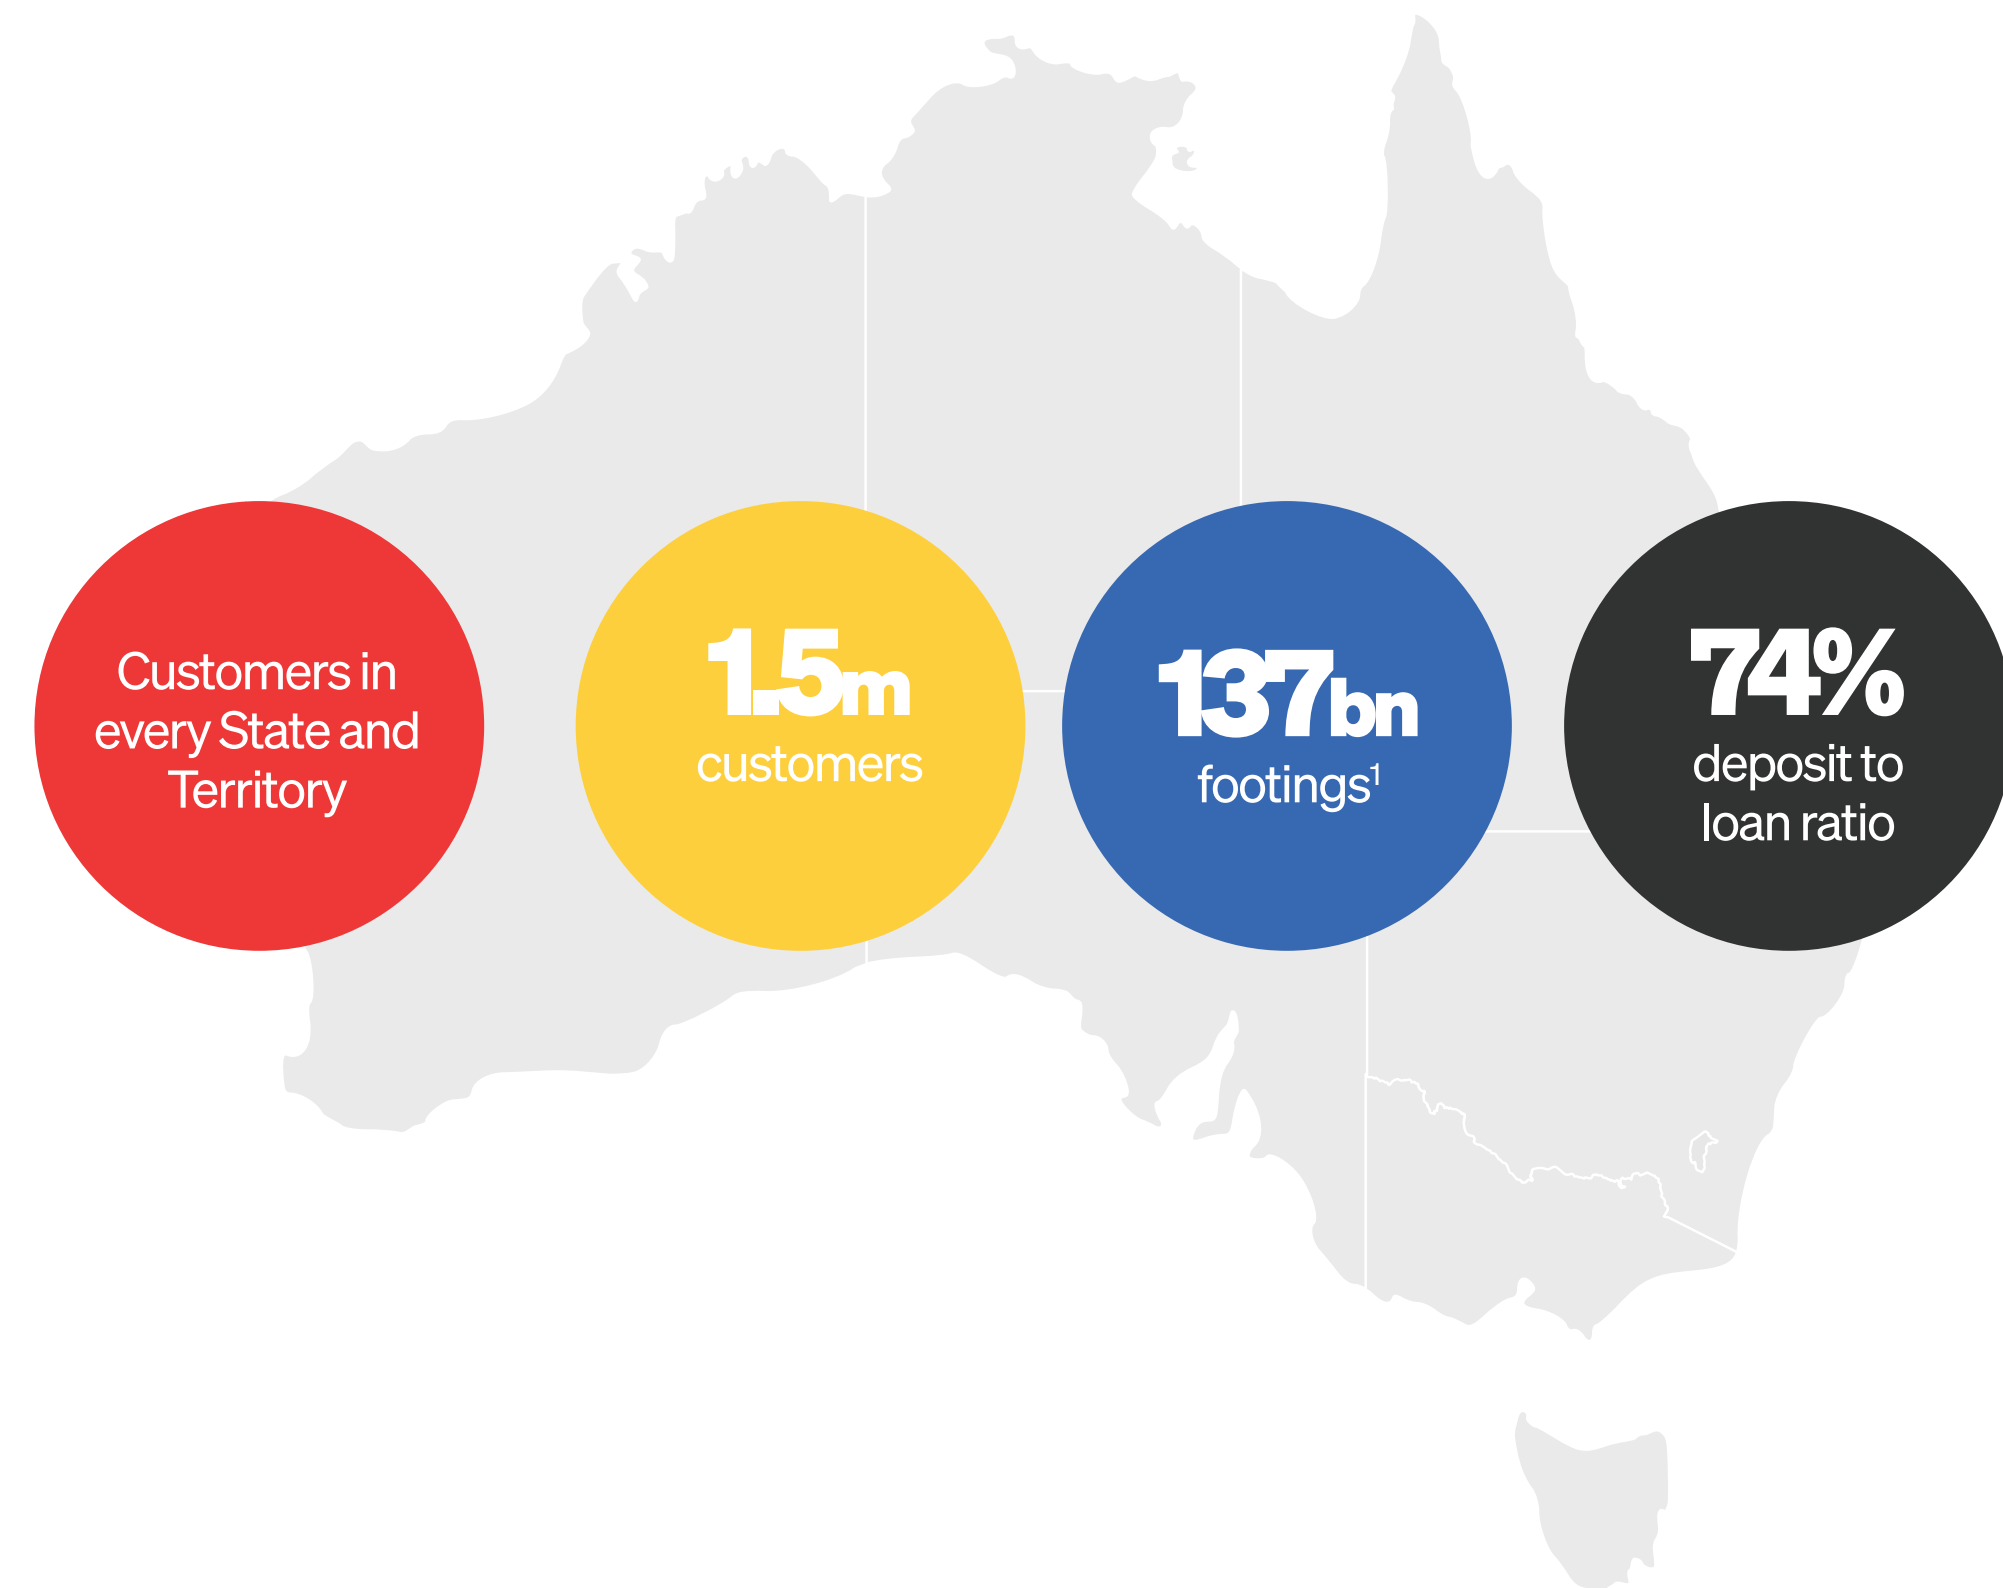 Customers in
every State and
Territory
1.5m
customers
137bn
footings¹
74%
deposit to
loan ratio